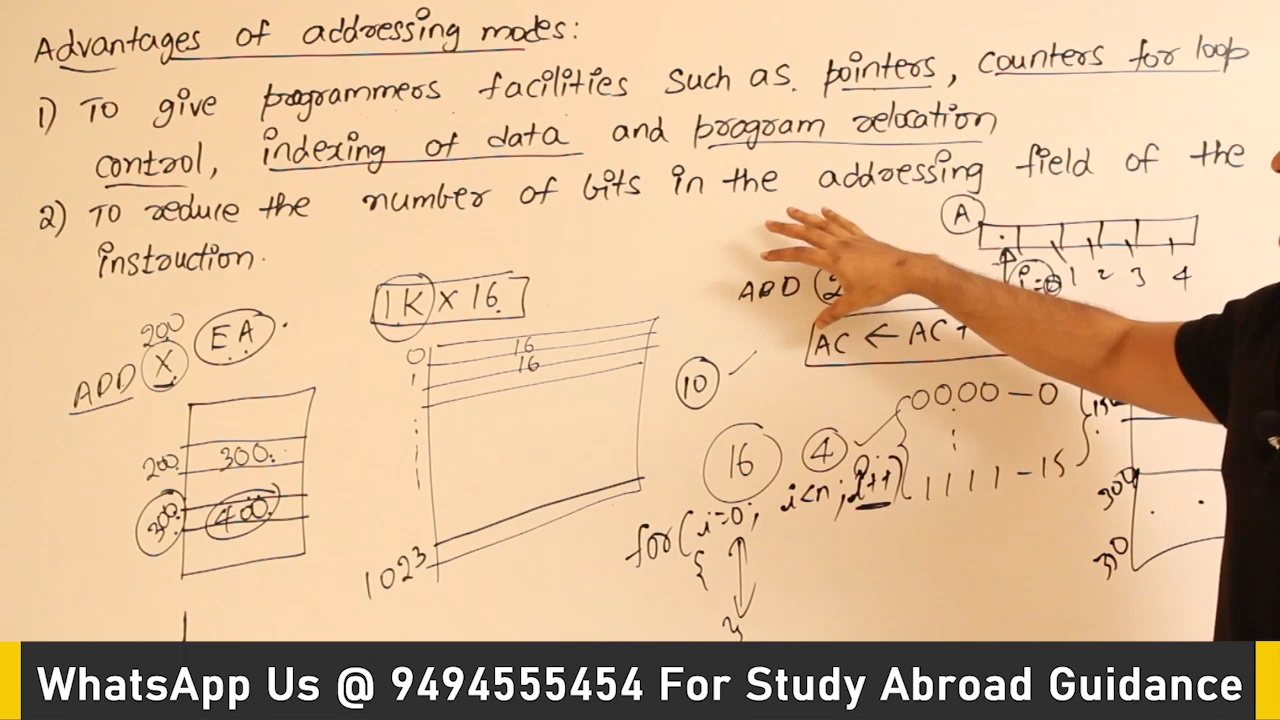 Advantages of addressing modes:
1) To give programmers facilities such as pointers, counters for loop
control, indexing of data and program relocation
2) To reduce the number of bits in the addressing field of the
instruction.
A
i=0 1 2 3 4
1K X 16
ADD 2
AC ← AC +
200
ADD X EA.
0 16
1 16
1023
200 300.
300 400.
10
16 4
0000 - 0
1111 - 15
for(i=0; i<n; i++)
{
}
300
WhatsApp Us @ 9494555454 For Study Abroad Guidance